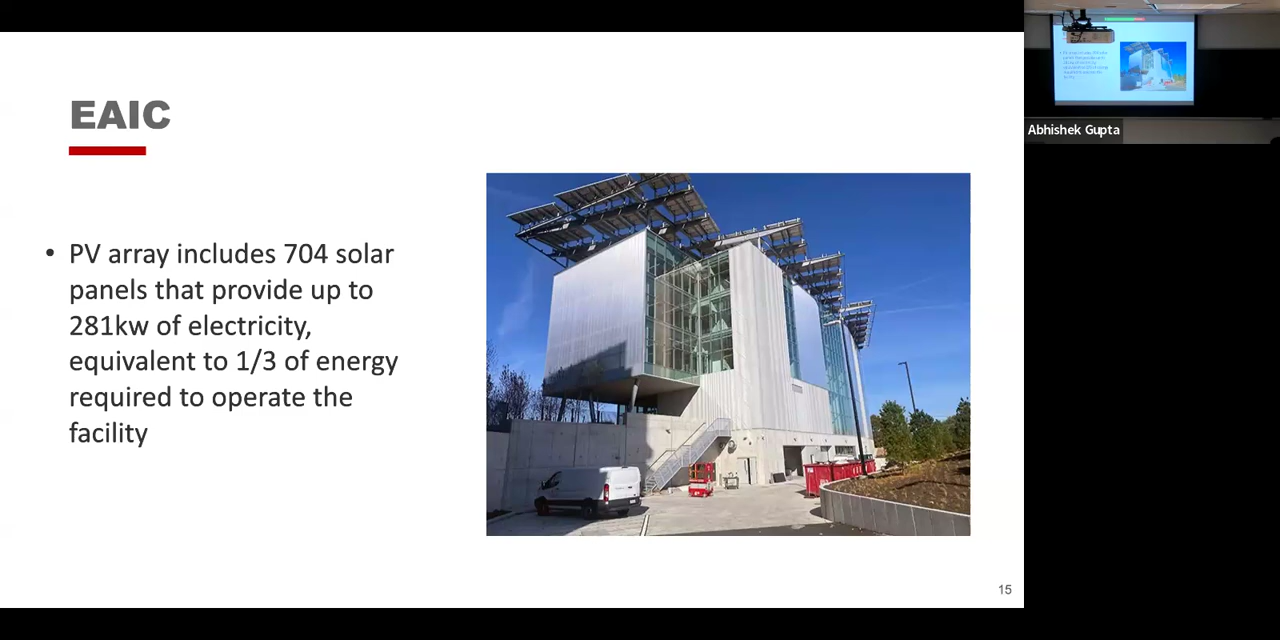 EAIC
• PV array includes 704 solar
panels that provide up to
281kw of electricity,
equivalent to 1/3 of energy
required to operate the
facility
15
Abhishek Gupta